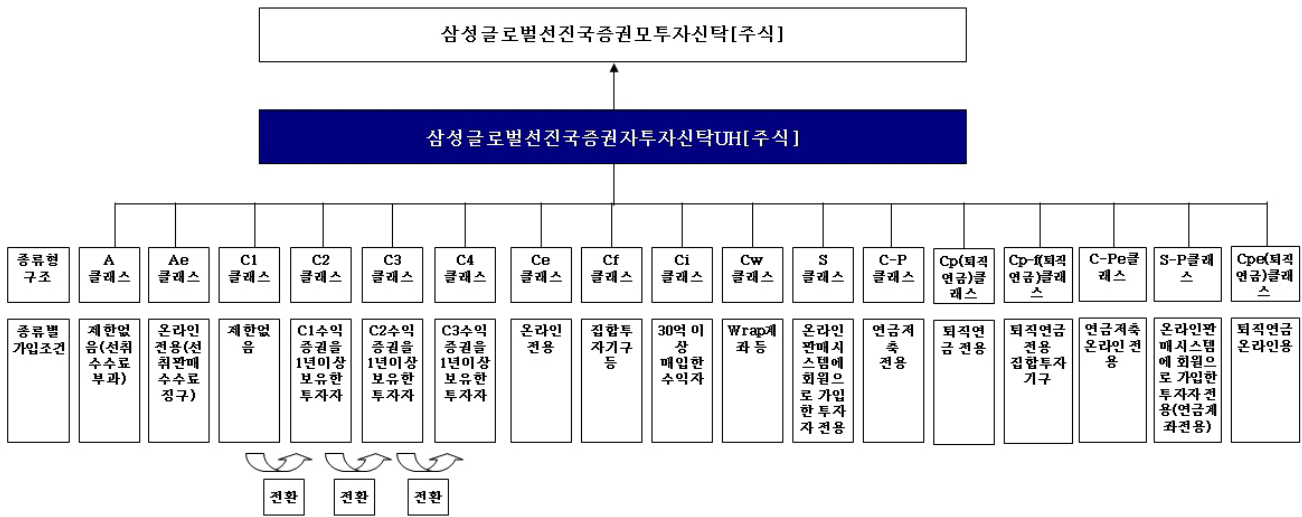 삼성글로벌선진국증권모투자신탁[주식]
삼성글로벌선진국증권자투자신탁UH[주식]
종류형
구조
A
클래스
Ae
클래스
C1
클래스
C2
클래스
C3
클래스
C4
클래스
Ce
클래스
Cf
클래스
Ci
클래스
Cw
클래스
S
클래스
C-P
클래스
Cp(퇴직
연금)클
래스
Cp-f(퇴직
연금)클래
스
C-Pe클
래스
S-P클래
스
Cpe(퇴직
연금)클래
스
종류별
가입조건
제한없
음(선취
수수료
부과)
온라인
전용(선
취판매
수수료
징구)
제한없
음
C1수익
증권을
1년이상
보유한
투자자
C2수익
증권을
1년이상
보유한
투자자
C3수익
증권을
1년이상
보유한
투자자
온라인
전용
집합투
자기구
등
30억 이
상
매입한
수익자
Wrap계
좌 등
온라인
판매시
스템에
회원으
로 가입
한 투자
자 전용
연금저
축
전용
퇴직연
금 전용
퇴직연금
전용
집합투자
기구
연금저축
온라인 전
용
온라인판
매시스템
에 회원으
로 가입한
투자자 전
용(연금계
좌전용)
퇴직연금
온라인용
전환
전환
전환